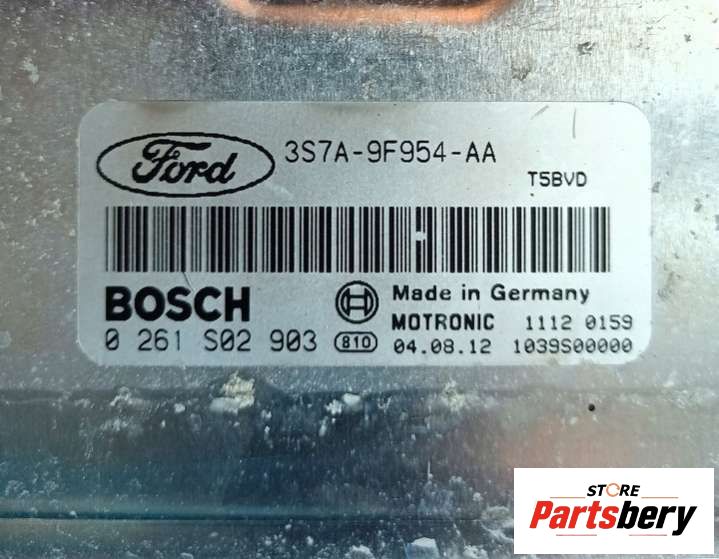 Ford 3S7A-9F954-AA
T5BVD
BOSCH Made in Germany
0 261 S02 903 810 MOTRONIC 1112 0159
04.08.12 1039S00000
STORE
Partsbery